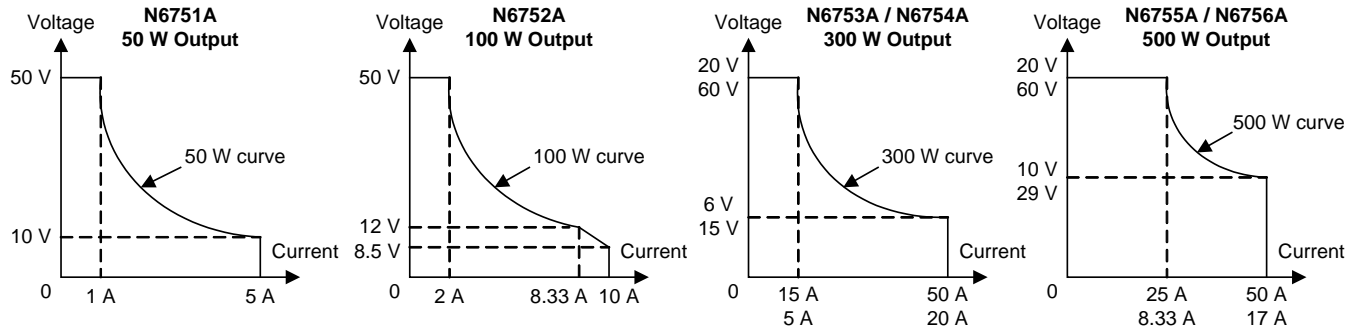 N6751A
50 W Output
Voltage
50 V
50 W curve
10 V
Current
0
1 A
5 A
N6752A
100 W Output
Voltage
50 V
100 W curve
12 V
8.5 V
Current
0
2 A
8.33 A
10 A
N6753A / N6754A
300 W Output
Voltage
20 V
60 V
300 W curve
6 V
15 V
Current
0
15 A
50 A
5 A
20 A
N6755A / N6756A
500 W Output
Voltage
20 V
60 V
500 W curve
10 V
29 V
Current
0
25 A
50 A
8.33 A
17 A